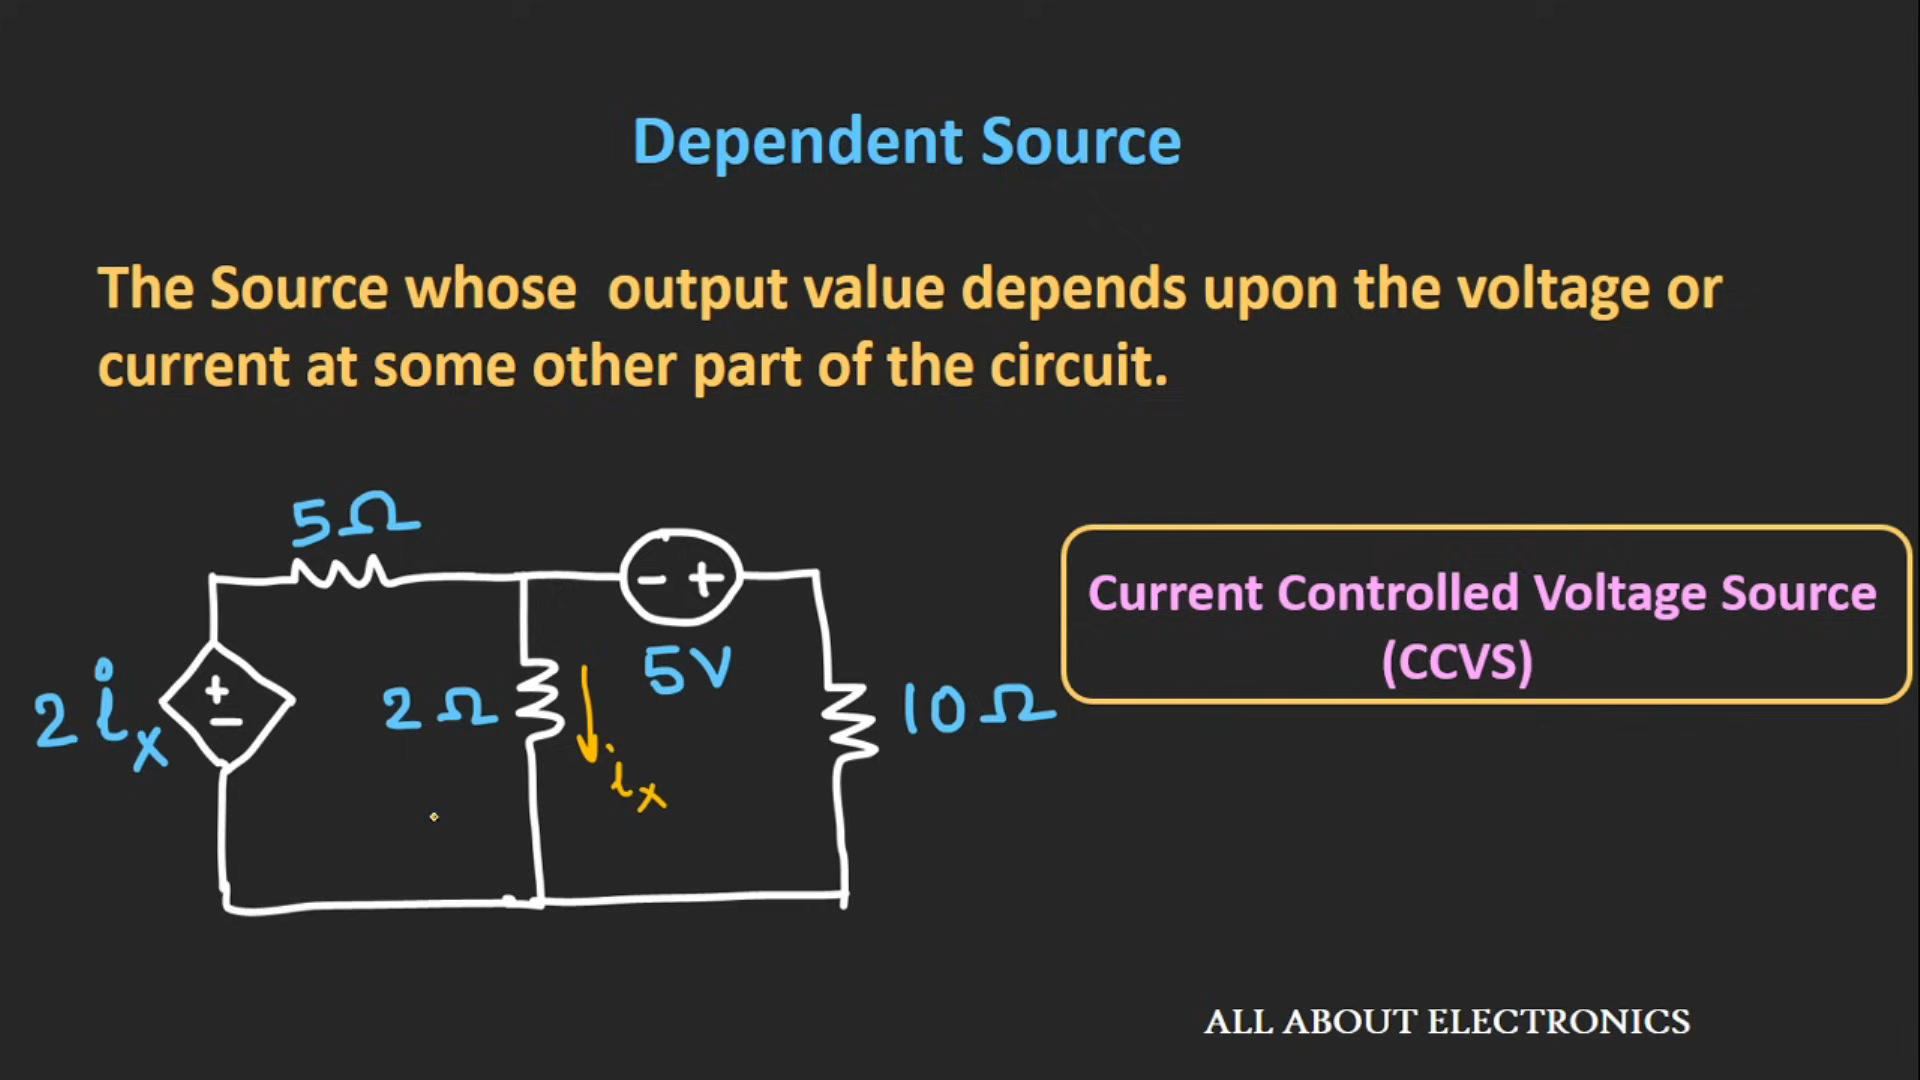 Dependent Source
The Source whose output value depends upon the voltage or
current at some other part of the circuit.
5Ω
- +
5V
+
-
2ix
2Ω
ix
10Ω
Current Controlled Voltage Source
(CCVS)
ALL ABOUT ELECTRONICS